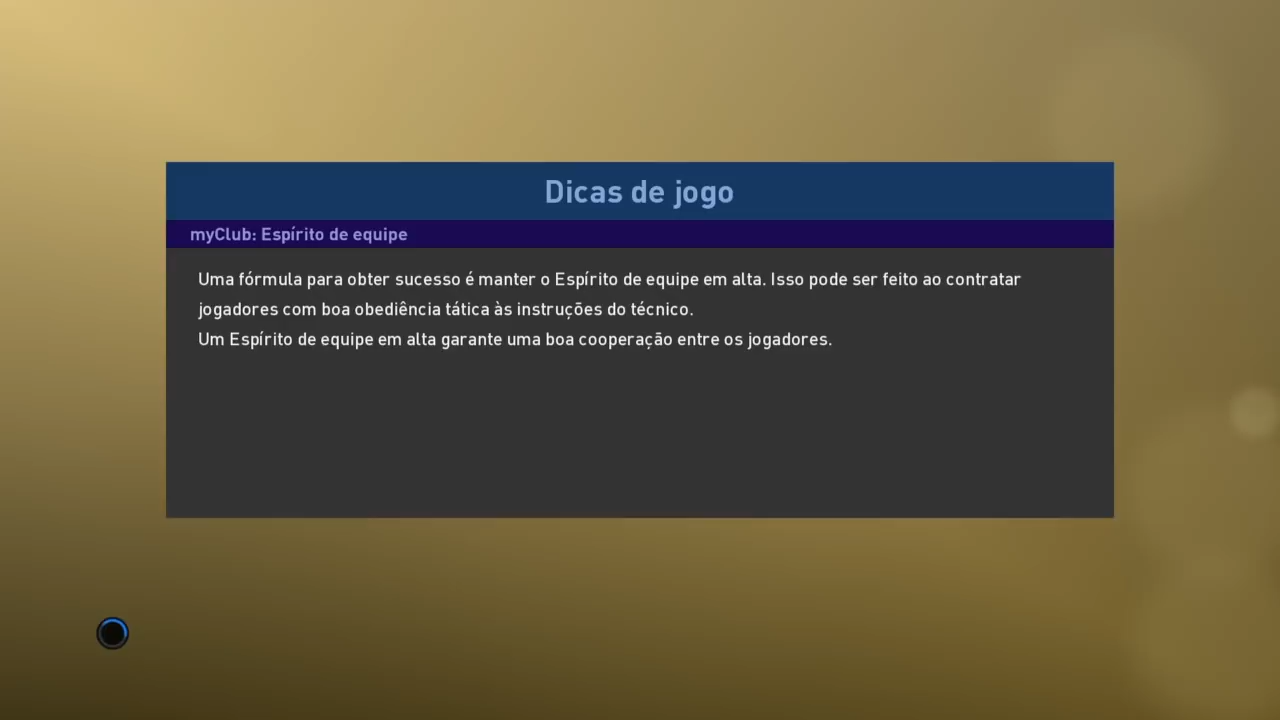 Dicas de jogo
myClub: Espírito de equipe
Uma fórmula para obter sucesso é manter o Espírito de equipe em alta. Isso pode ser feito ao contratar
jogadores com boa obediência tática às instruções do técnico.
Um Espírito de equipe em alta garante uma boa cooperação entre os jogadores.